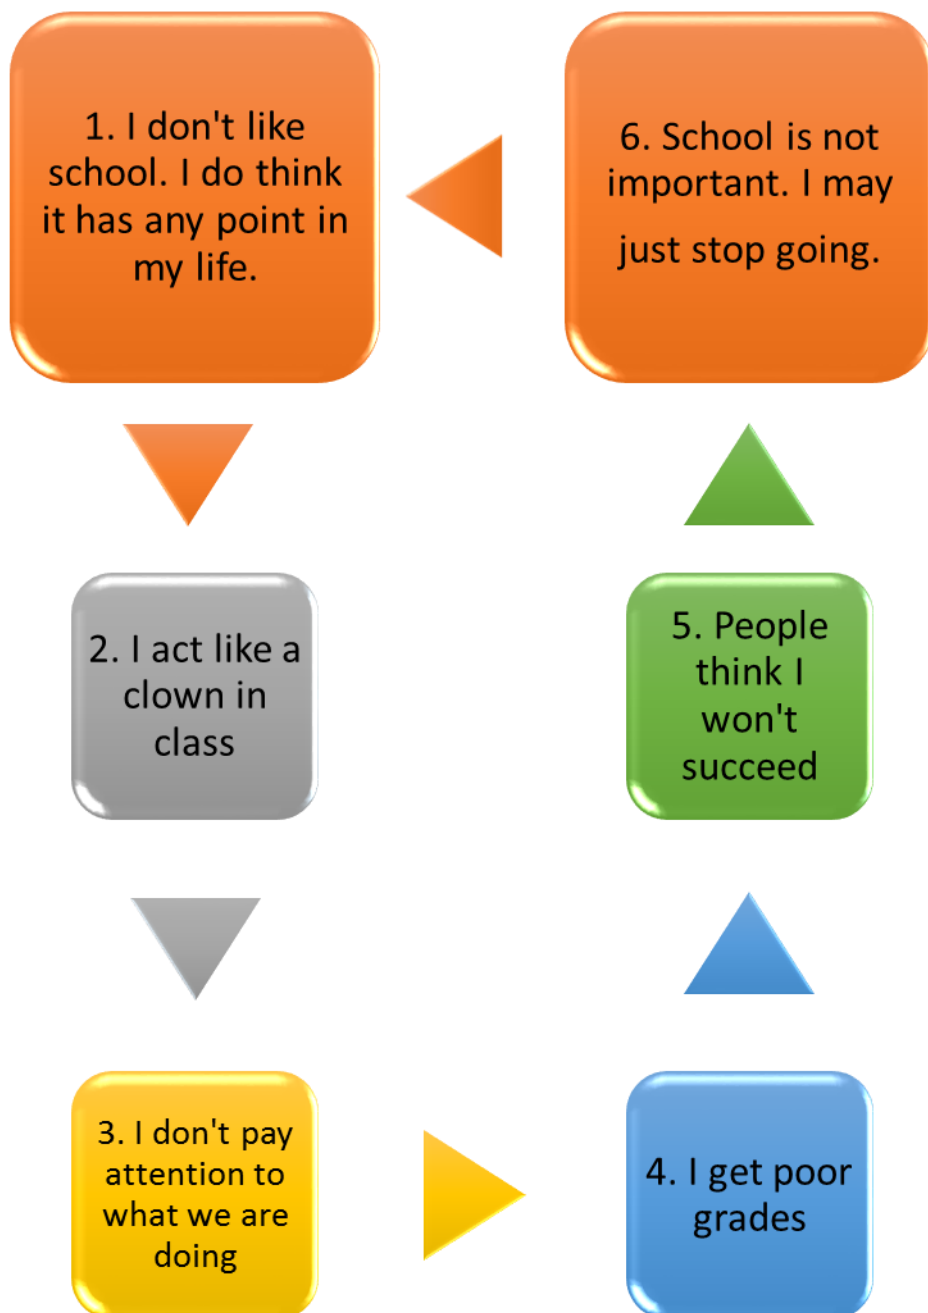 1. I don't like
school. I do think
it has any point in
my life.
2. I act like a
clown in
class
3. I don't pay
attention to
what we are
doing
4. I get poor
grades
5. People
think I
won't
succeed
6. School is not
important. I may
just stop going.